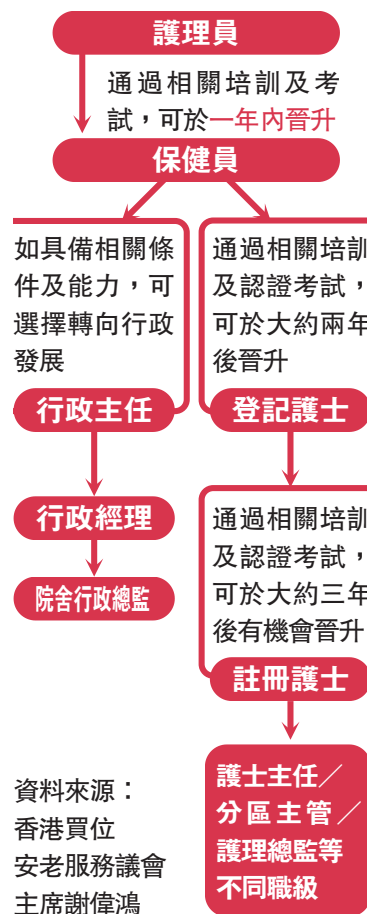 護理員
通過相關培訓及考
試，可於一年內晉升
保健員
如具備相關條
件及能力，可
選擇轉向行政
發展
行政主任
行政經理
院舍行政總監
通過相關培訓
及認證考試，
可於大約兩年
後晉升
登記護士
通過相關培訓
及認證考試，
可於大約三年
後有機會晉升
註冊護士
護士主任／
分區主管／
護理總監等
不同職級
資料來源：
香港買位
安老服務議會
主席謝偉鴻